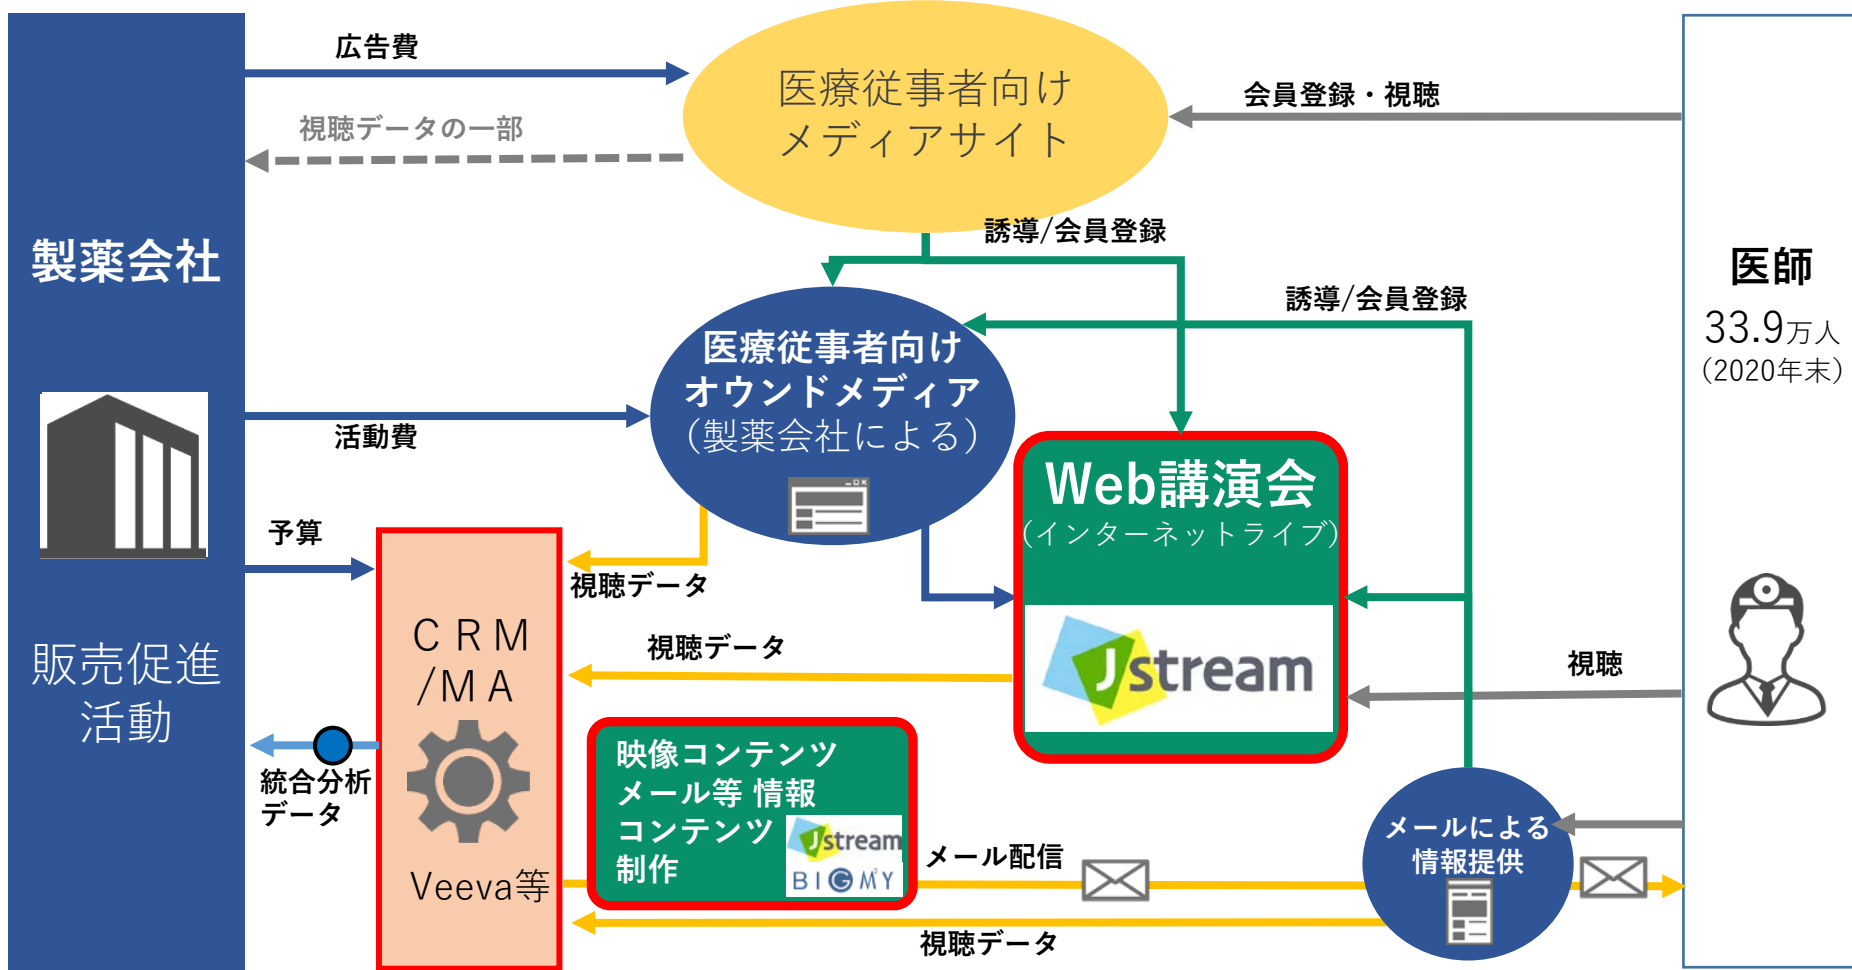 広告費
視聴データの一部
医療従事者向け
メディアサイト
会員登録・視聴
誘導/会員登録
誘導/会員登録
製薬会社
販売促進
活動
医師
33.9万人
(2020年末)
医療従事者向け
オウンドメディア
(製薬会社による)
活動費
予算
視聴データ
Web講演会
(インターネットライブ)
Jstream
視聴データ
視聴
CRM
/MA
Veeva等
統合分析
データ
映像コンテンツ
メール等 情報
コンテンツ
制作
Jstream
BIGMY
メール配信
メールによる
情報提供
視聴データ